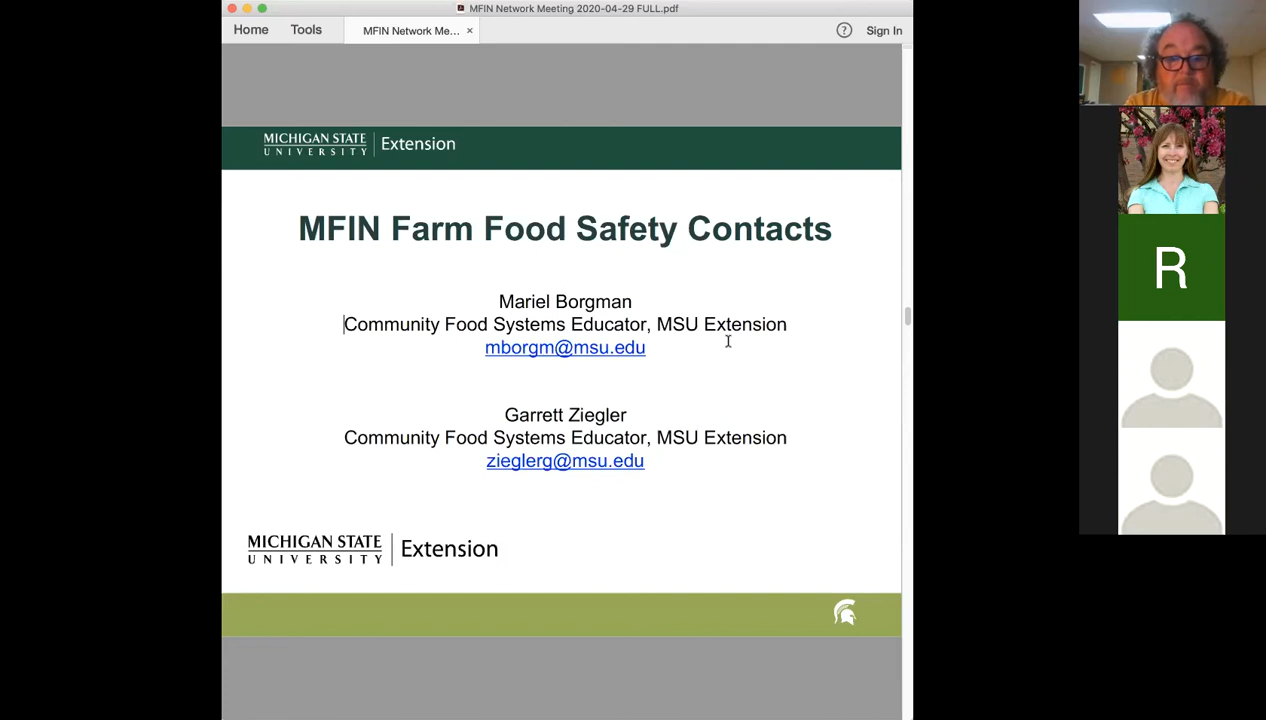 MFIN Network Meeting 2020-04-29 FULL.pdf
Home
Tools
MFIN Network Me...
×
?
Sign In
MICHIGAN STATE
UNIVERSITY
Extension
MFIN Farm Food Safety Contacts
Mariel Borgman
Community Food Systems Educator, MSU Extension
mborgm@msu.edu
Garrett Ziegler
Community Food Systems Educator, MSU Extension
zieglerg@msu.edu
MICHIGAN STATE
UNIVERSITY
Extension
R